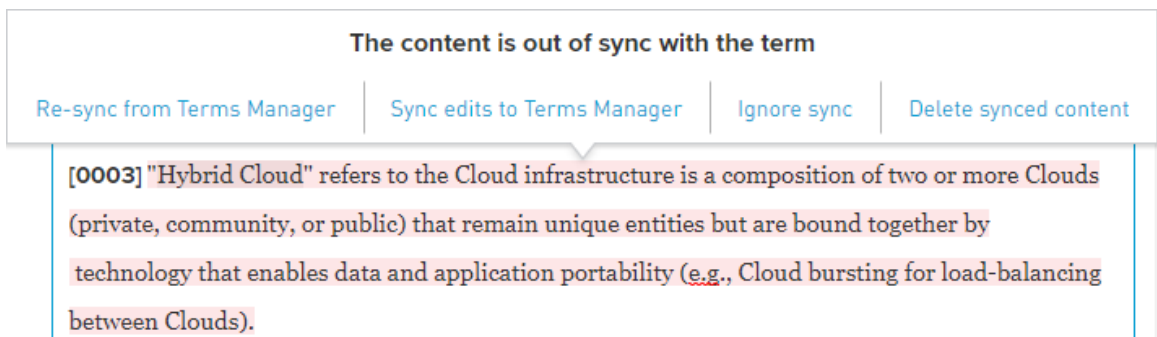 The content is out of sync with the term
Re-sync from Terms Manager Sync edits to Terms Manager Ignore sync Delete synced content
[0003] "Hybrid Cloud" refers to the Cloud infrastructure is a composition of two or more Clouds
(private, community, or public) that remain unique entities but are bound together by
technology that enables data and application portability (e.g., Cloud bursting for load-balancing
between Clouds).